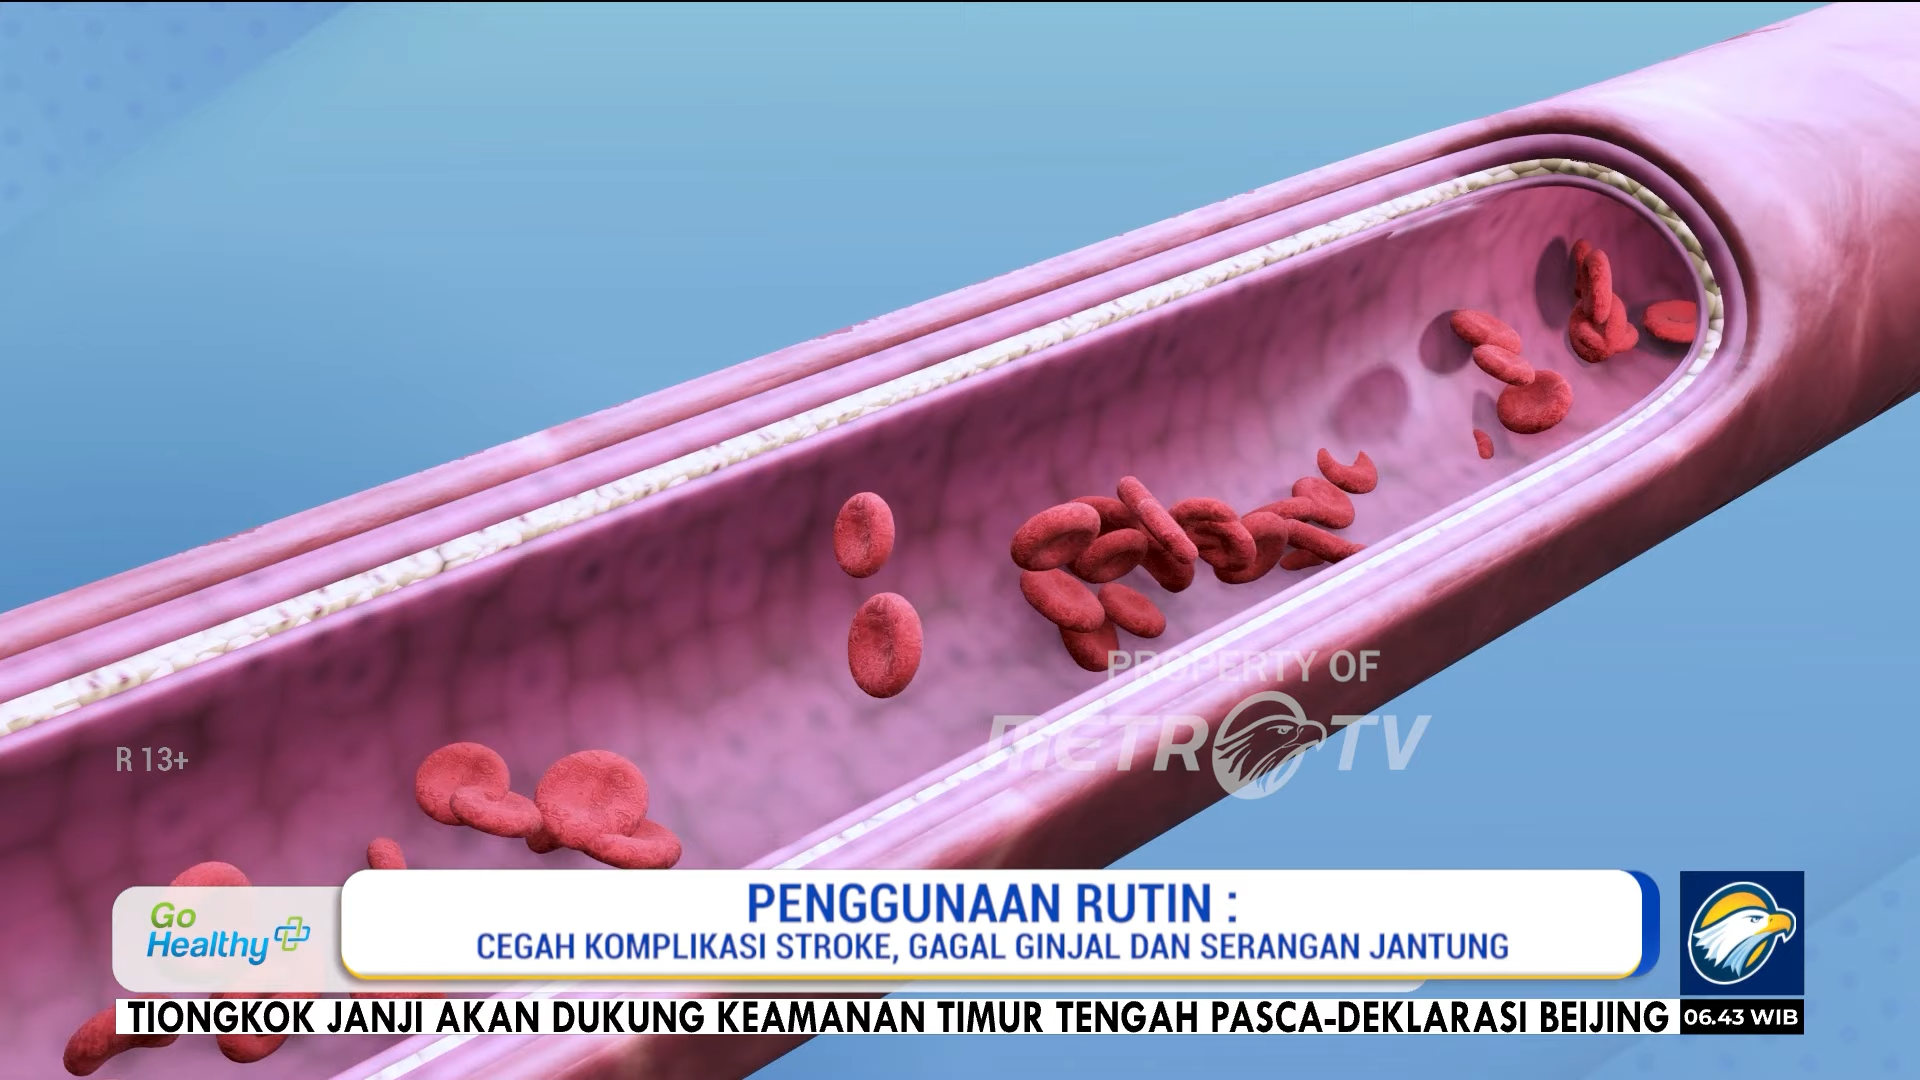 PROPERTY OF
METRO TV
R 13+
Go
Healthy
PENGGUNAAN RUTIN :
CEGAH KOMPLIKASI STROKE, GAGAL GINJAL DAN SERANGAN JANTUNG
TIONGKOK JANJI AKAN DUKUNG KEAMANAN TIMUR TENGAH PASCA-DEKLARASI BEIJING
06.43 WIB